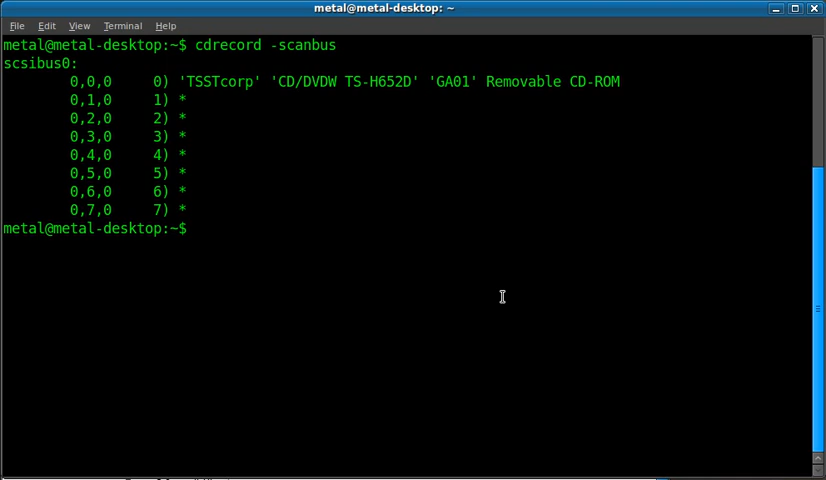 metal@metal-desktop: ~
File Edit View Terminal Help
metal@metal-desktop:~$ cdrecord -scanbus
scsibus0:
        0,0,0     0) 'TSSTcorp' 'CD/DVDW TS-H652D' 'GA01' Removable CD-ROM
        0,1,0     1) *
        0,2,0     2) *
        0,3,0     3) *
        0,4,0     4) *
        0,5,0     5) *
        0,6,0     6) *
        0,7,0     7) *
metal@metal-desktop:~$